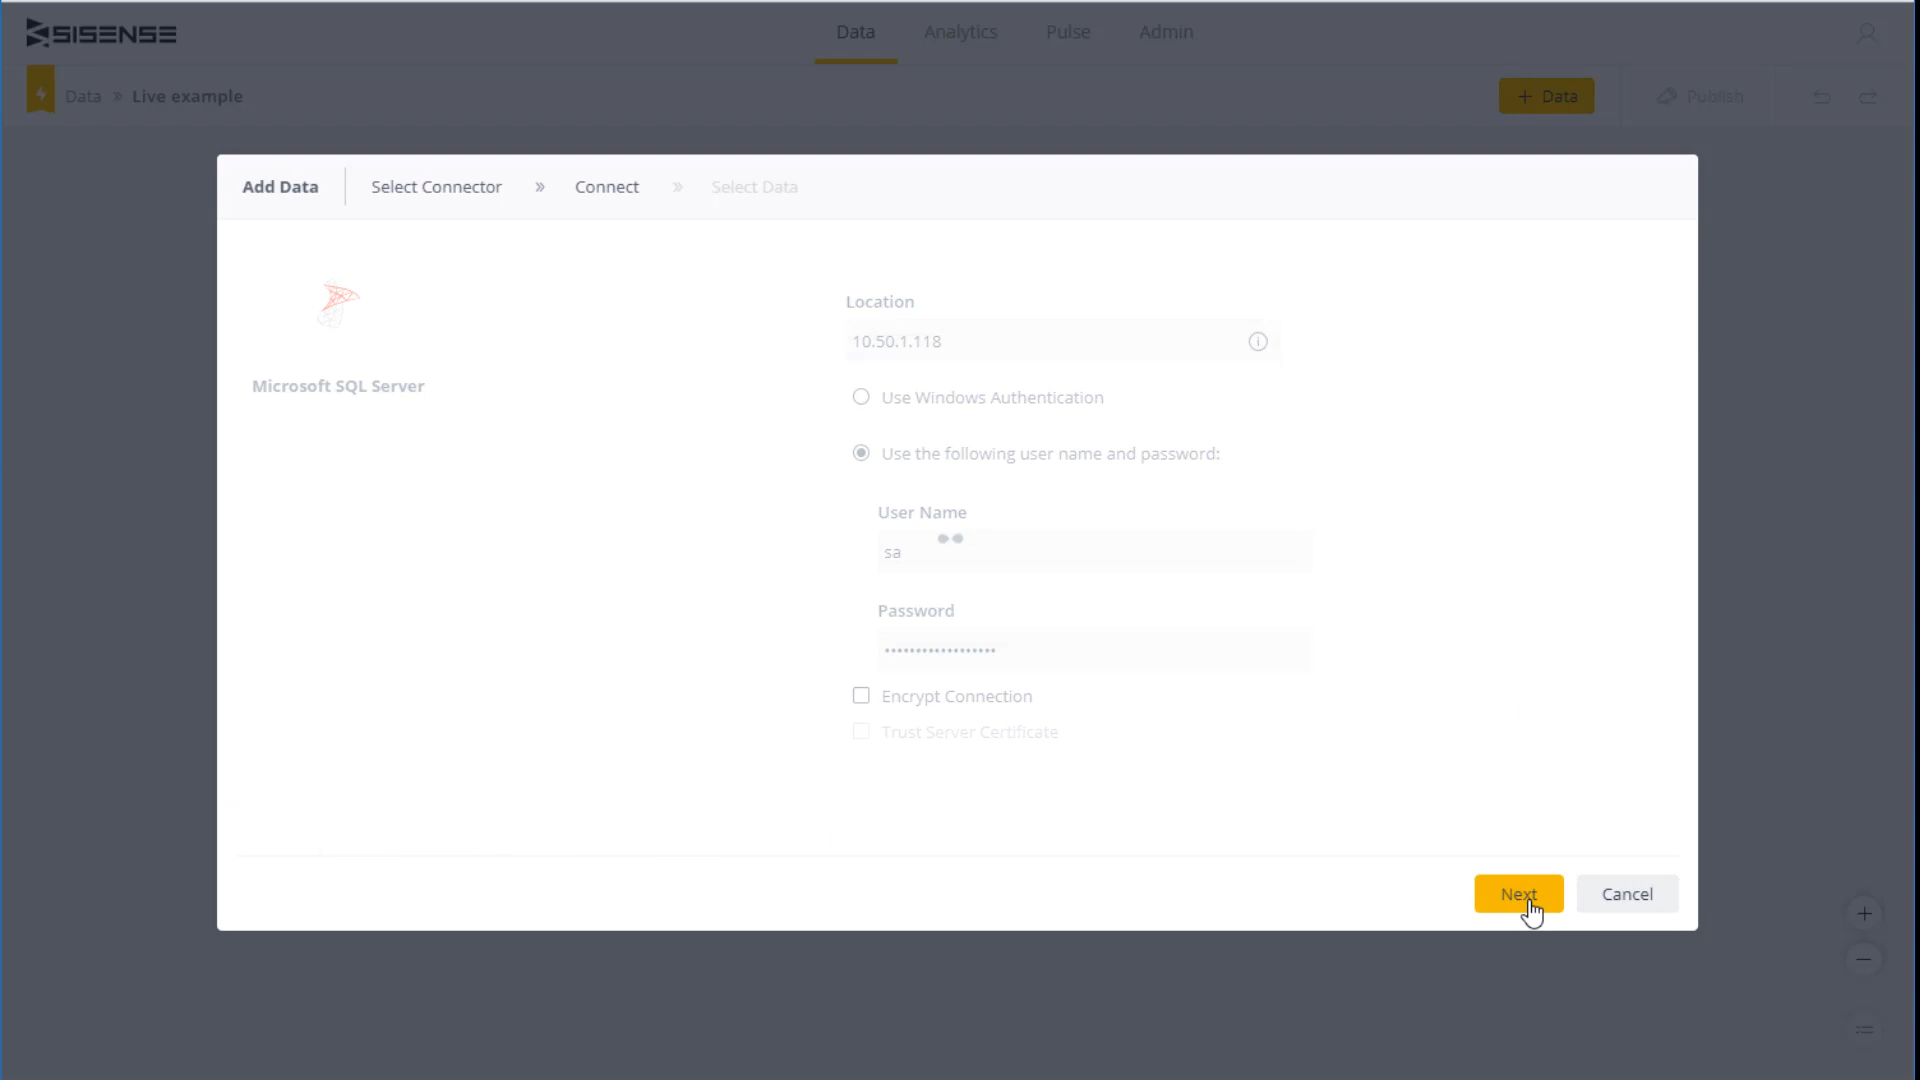 SISENSE
Data Analytics Pulse Admin
Data » Live example
+ Data Publish
Add Data Select Connector » Connect » Select Data
Microsoft SQL Server
Location
10.50.1.118
Use Windows Authentication
Use the following user name and password:
User Name
sa
Password
••••••••••••••••••
Encrypt Connection
Trust Server Certificate
Next Cancel